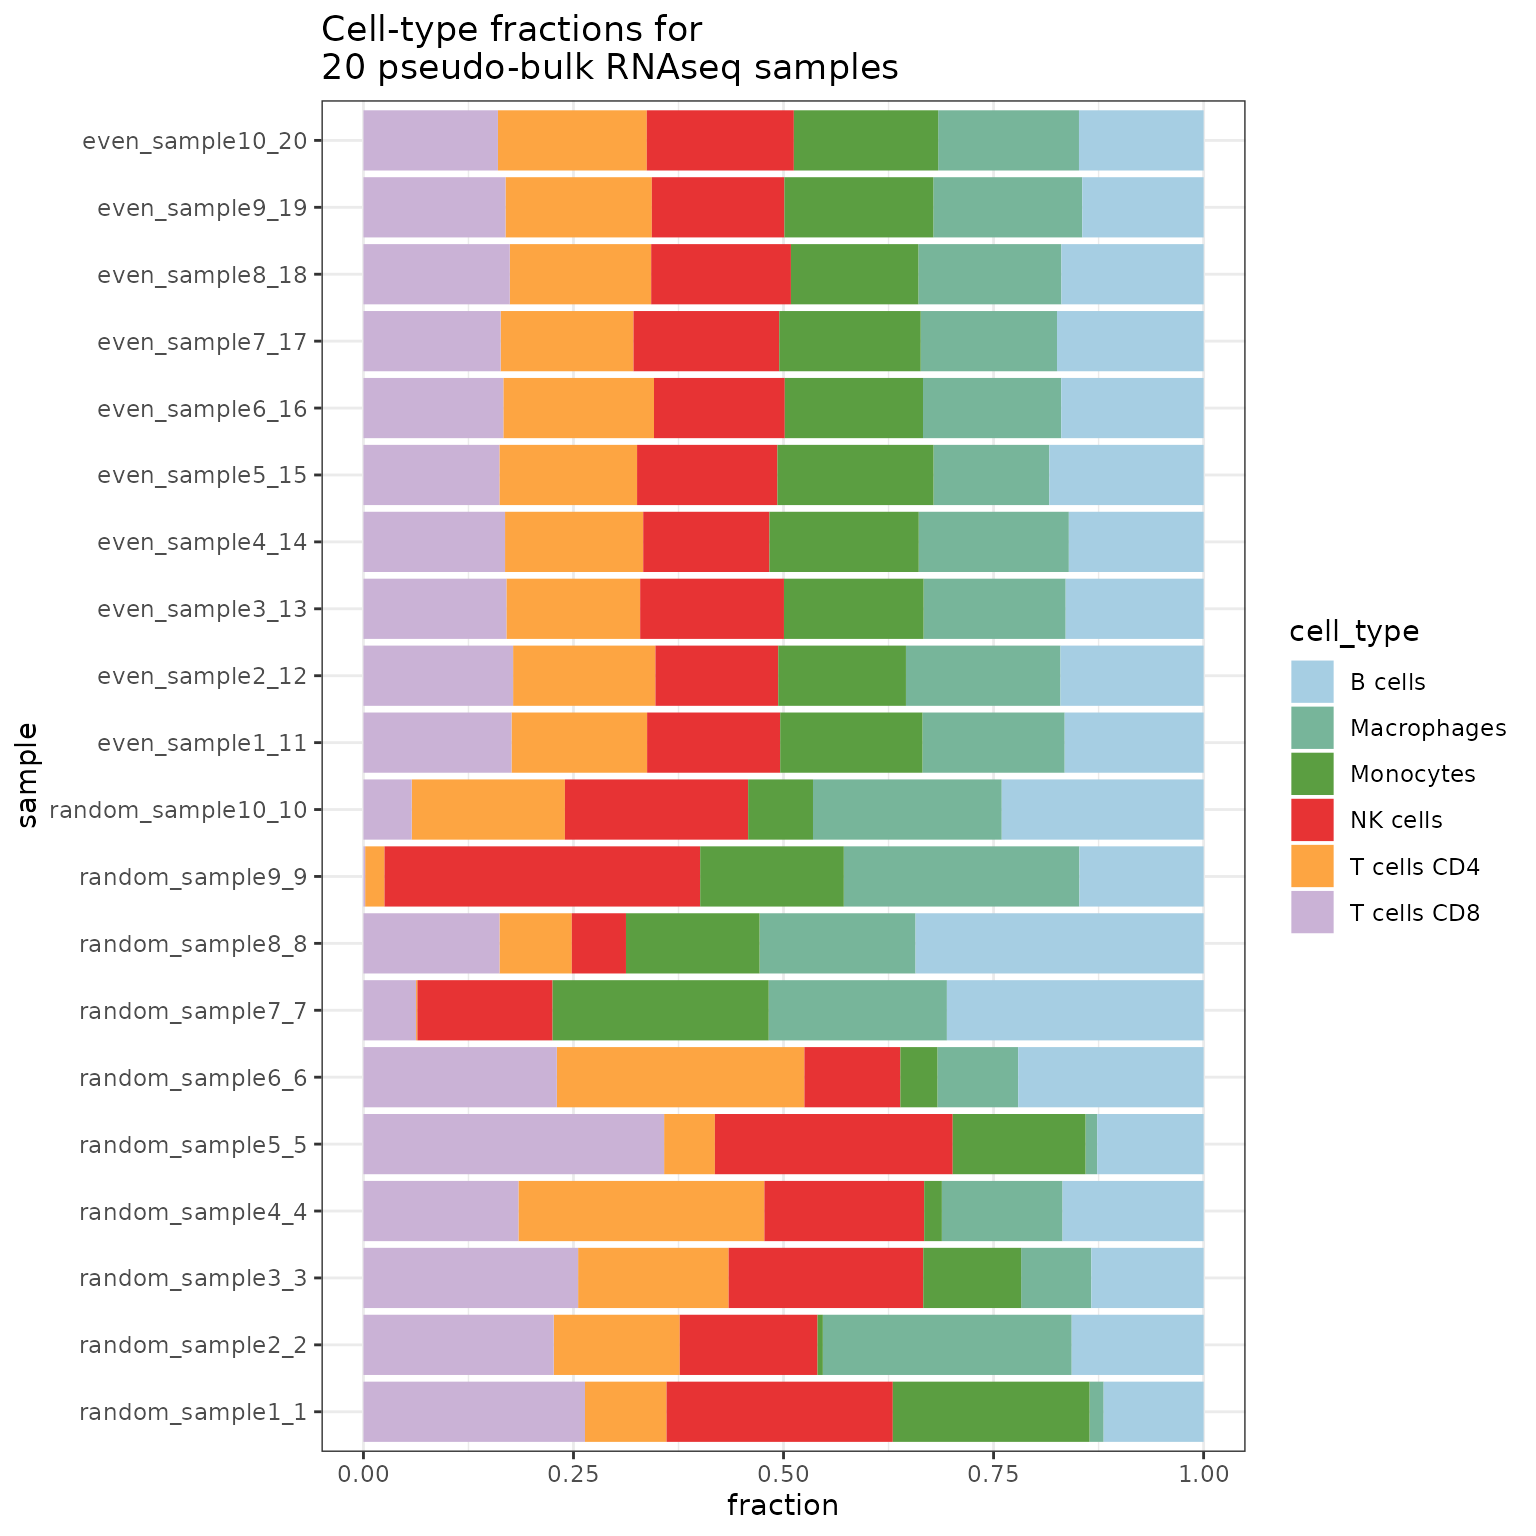 Cell-type fractions for
20 pseudo-bulk RNAseq samples
even_sample10_20
even_sample9_19
even_sample8_18
even_sample7_17
even_sample6_16
even_sample5_15
even_sample4_14
even_sample3_13
even_sample2_12
even_sample1_11
random_sample10_10
random_sample9_9
random_sample8_8
random_sample7_7
random_sample6_6
random_sample5_5
random_sample4_4
random_sample3_3
random_sample2_2
random_sample1_1
sample
0.00 0.25 0.50 0.75 1.00
fraction
cell_type
B cells
Macrophages
Monocytes
NK cells
T cells CD4
T cells CD8